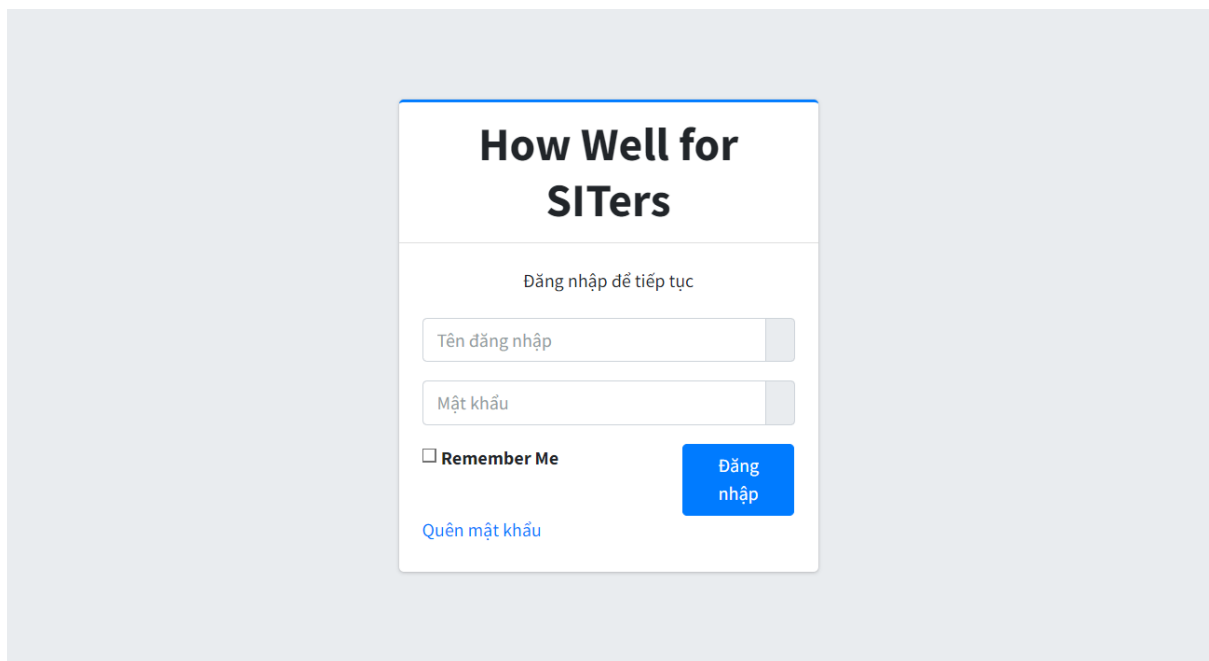 How Well for
SITers
Đăng nhập để tiếp tục
Tên đăng nhập
Mật khẩu
Remember Me
Đăng
nhập
Quên mật khẩu